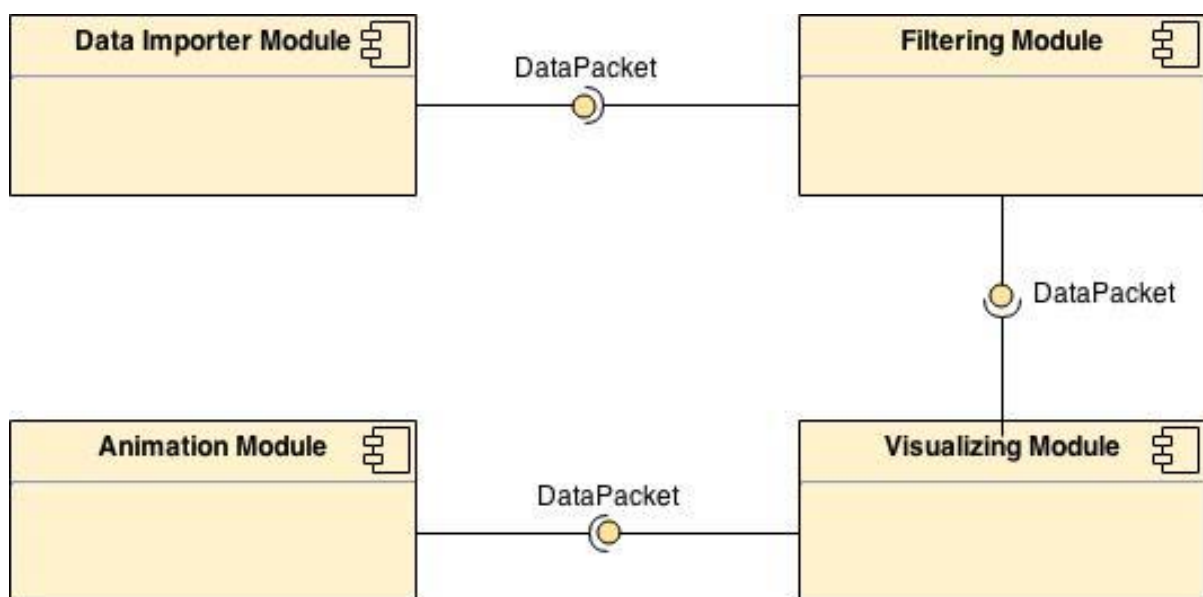 Data Importer Module
DataPacket
Filtering Module
DataPacket
Animation Module
DataPacket
Visualizing Module